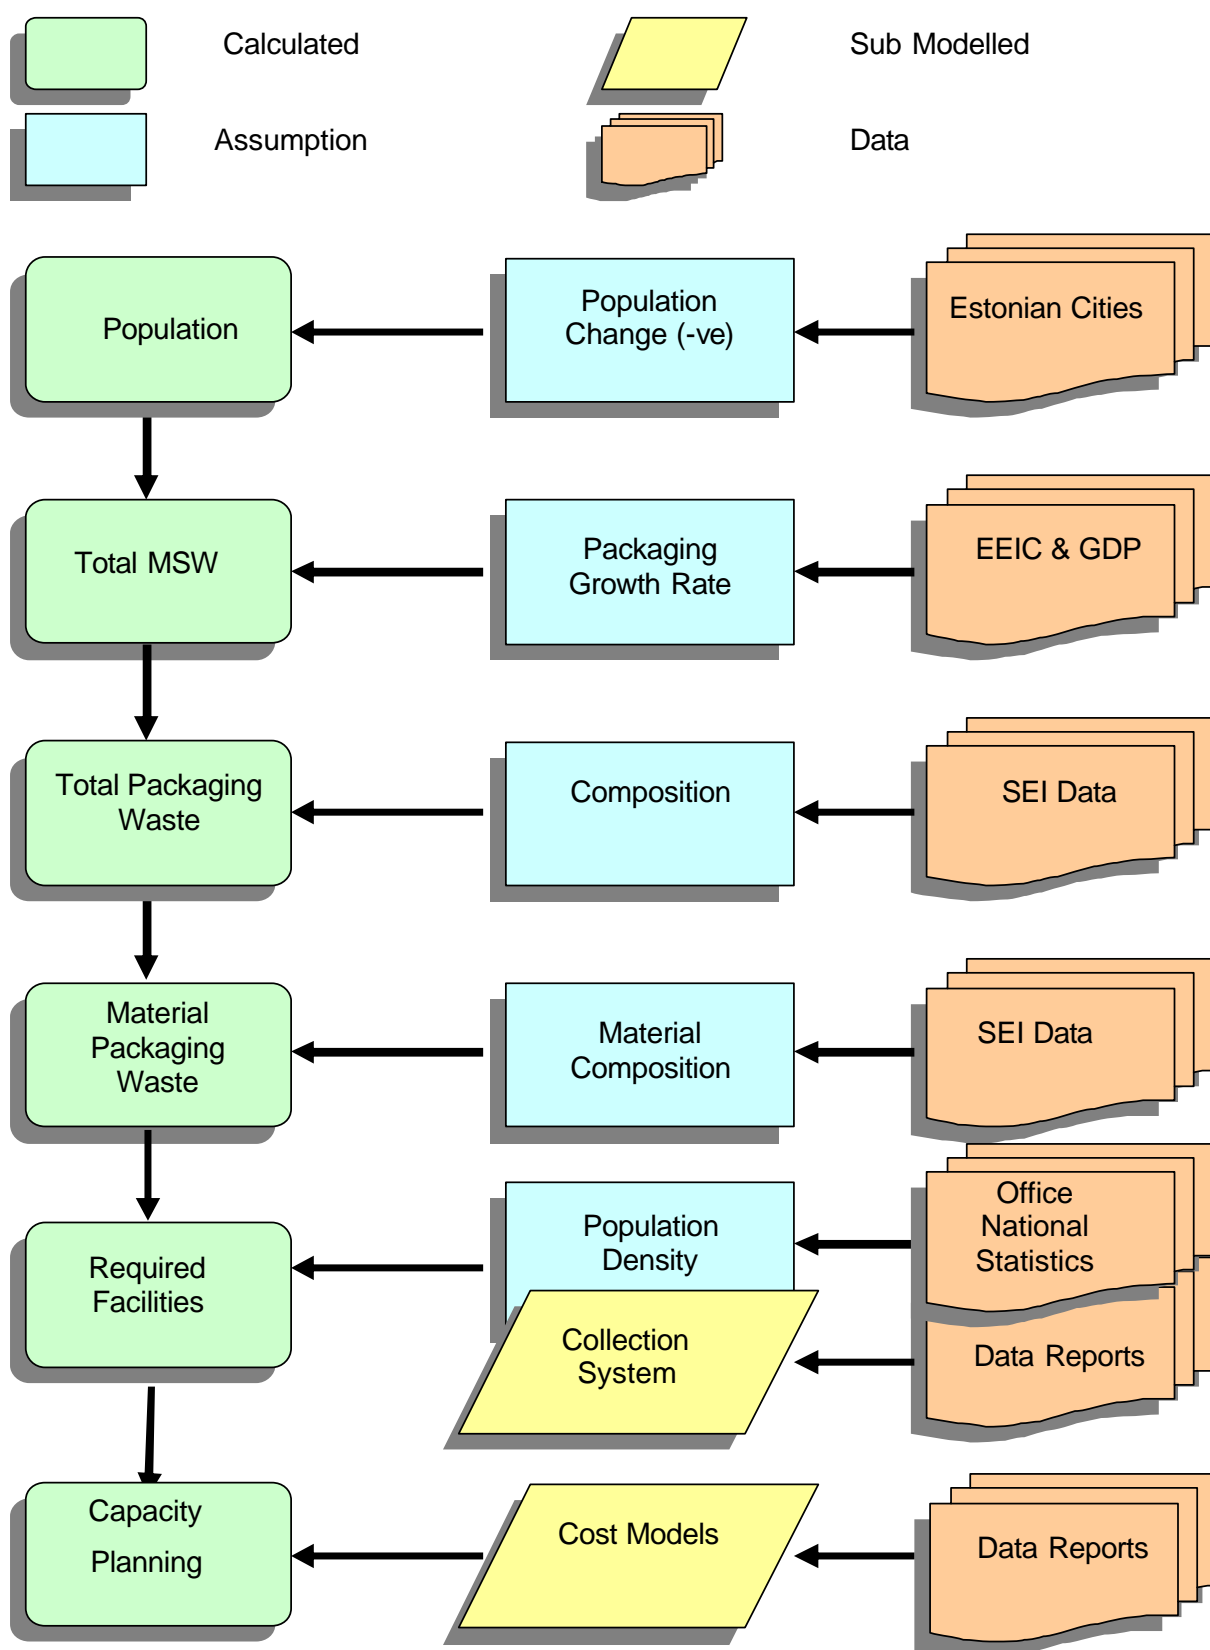 Calculated
Sub Modelled
Assumption
Data
Population
Population
Change (-ve)
Estonian Cities
Total MSW
Packaging
Growth Rate
EEIC & GDP
Total Packaging
Waste
Composition
SEI Data
Material
Packaging
Waste
Material
Composition
SEI Data
Required
Facilities
Population
Density
Office
National
Statistics
Collection
System
Data Reports
Capacity
Planning
Cost Models
Data Reports